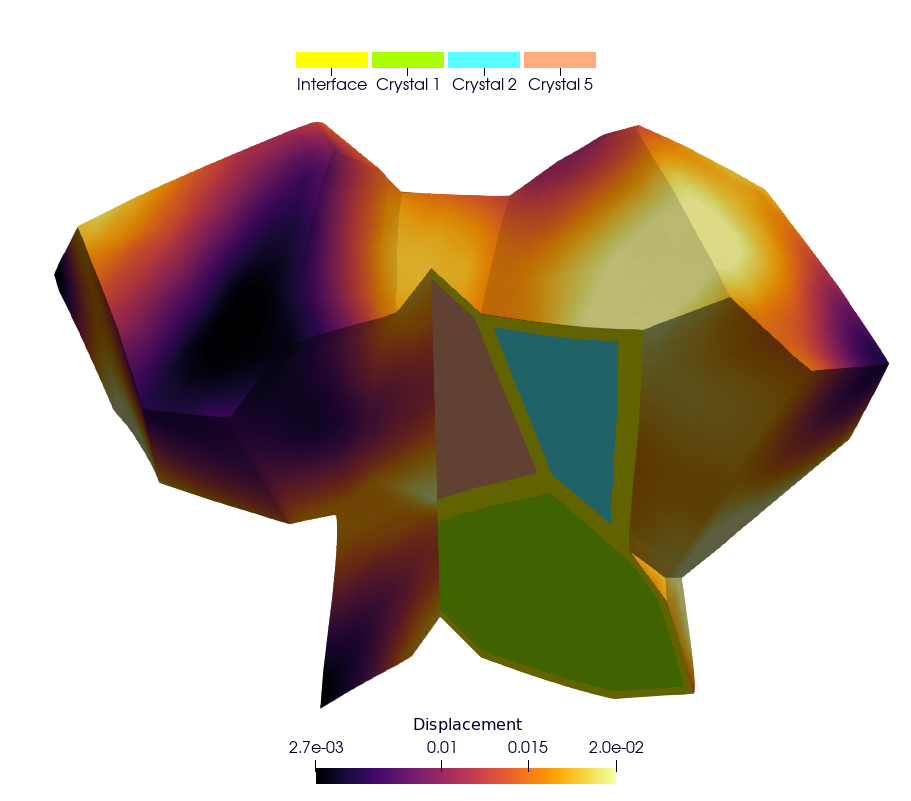 Interface Crystal 1 Crystal 2 Crystal 5
Displacement
2.7e-03 0.01 0.015 2.0e-02